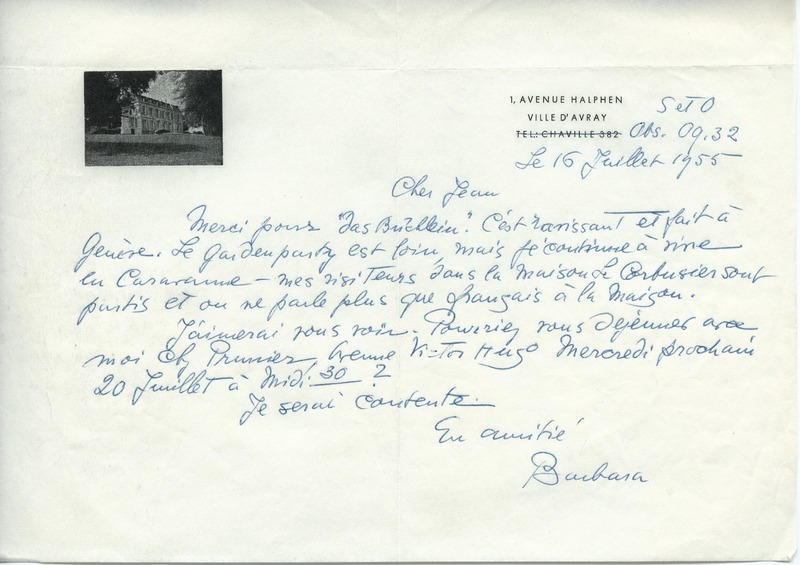 1, AVENUE HALPHEN
VILLE D'AVRAY
TEL: CHAVILLE 382
S et O
Obs. 09.32
Le 16 Juillet 1955
Cher Jean
Merci pour "das Büchlein". C'est ravissant et fait à
Genève. Le Gardenparty est loin, mais je continue à vivre
en Caravanne - mes visiteurs dans la maison Le Corbusier sont
partis et on ne parle plus que français à la Maison.
J'aimerai vous voir. Pourriez vous Déjeuner avec
moi ch. Prunier, Avenue Victor Hugo Mercredi prochain
20 Juillet à Midi 30 ?
Je serai contente.
En amitié
Barbara